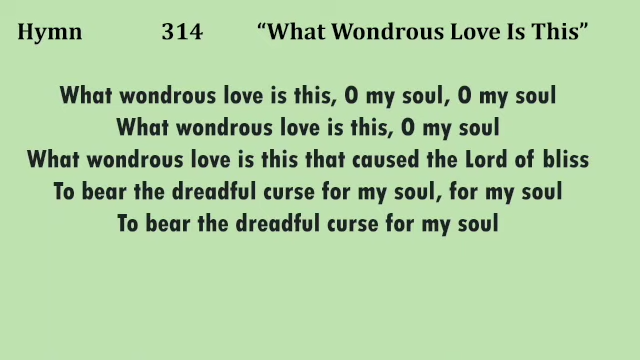 Hymn 314 “What Wondrous Love Is This”
What wondrous love is this, O my soul, O my soul
What wondrous love is this, O my soul
What wondrous love is this that caused the Lord of bliss
To bear the dreadful curse for my soul, for my soul
To bear the dreadful curse for my soul